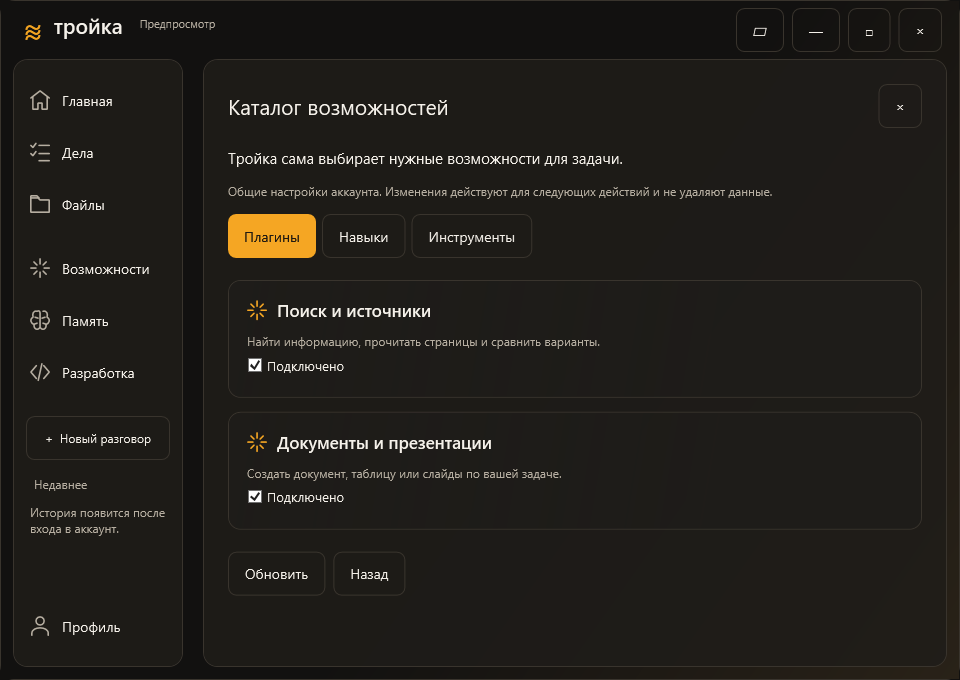 тройка
Предпросмотр
Главная
Дела
Файлы
Возможности
Память
Разработка
+ Новый разговор
Недавнее
История появится после
входа в аккаунт.
Профиль
Каталог возможностей
Тройка сама выбирает нужные возможности для задачи.
Общие настройки аккаунта. Изменения действуют для следующих действий и не удаляют данные.
Плагины
Навыки
Инструменты
Поиск и источники
Найти информацию, прочитать страницы и сравнить варианты.
Подключено
Документы и презентации
Создать документ, таблицу или слайды по вашей задаче.
Подключено
Обновить
Назад